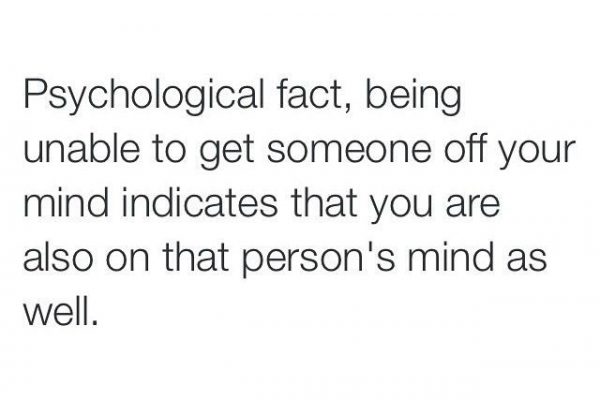 Psychological fact, being
unable to get someone off your
mind indicates that you are
also on that person's mind as
well.